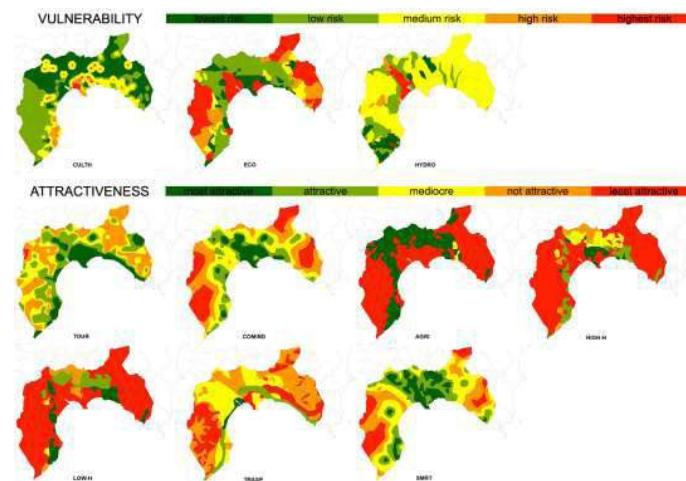 VULNERABILITY
lowest risk low risk medium risk high risk highest risk
CULTH ECO HYDRO
ATTRACTIVENESS
most attractive attractive mediocre not attractive least attractive
TOUR COMIND AGRI HIGH-H
LOW-H TRANP SMRT